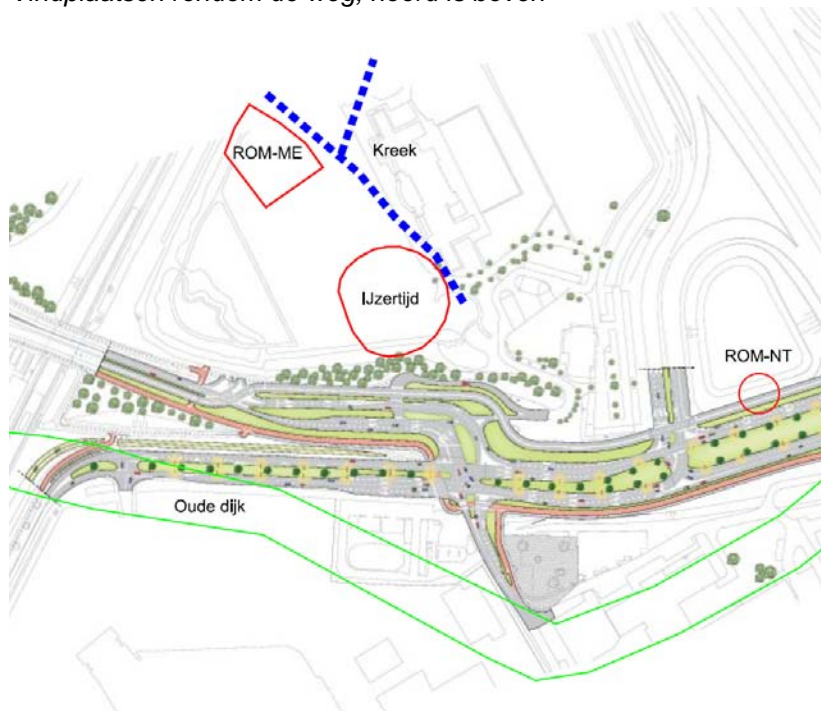 Vindplaatsen rondom de weg, noord is boven
ROM-ME
Kreek
IJzertijd
ROM-NT
Oude dijk